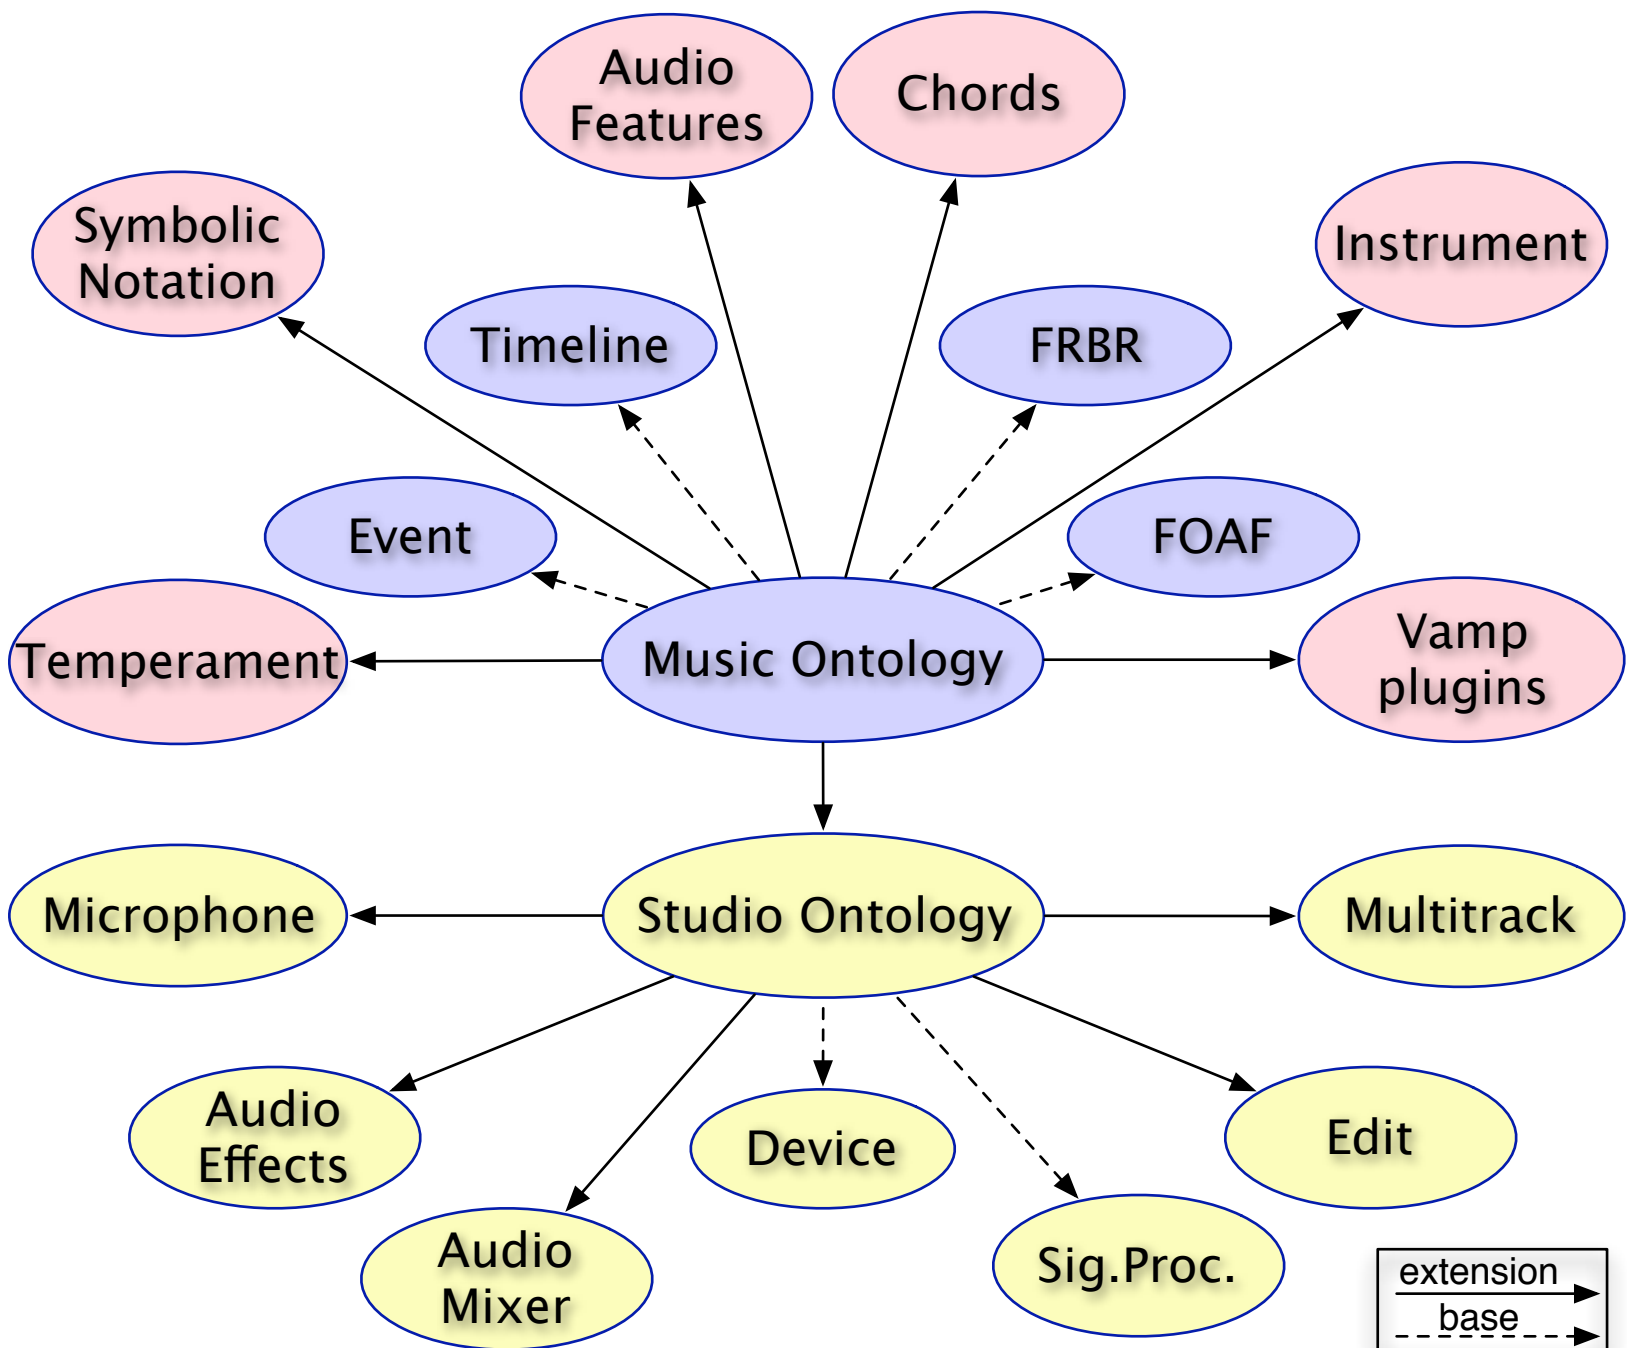 Audio
Features
Chords
Symbolic
Notation
Instrument
Timeline
FRBR
Event
FOAF
Temperament
Music Ontology
Vamp
plugins
Microphone
Studio Ontology
Multitrack
Audio
Effects
Device
Edit
Audio
Mixer
Sig.Proc.
extension
base